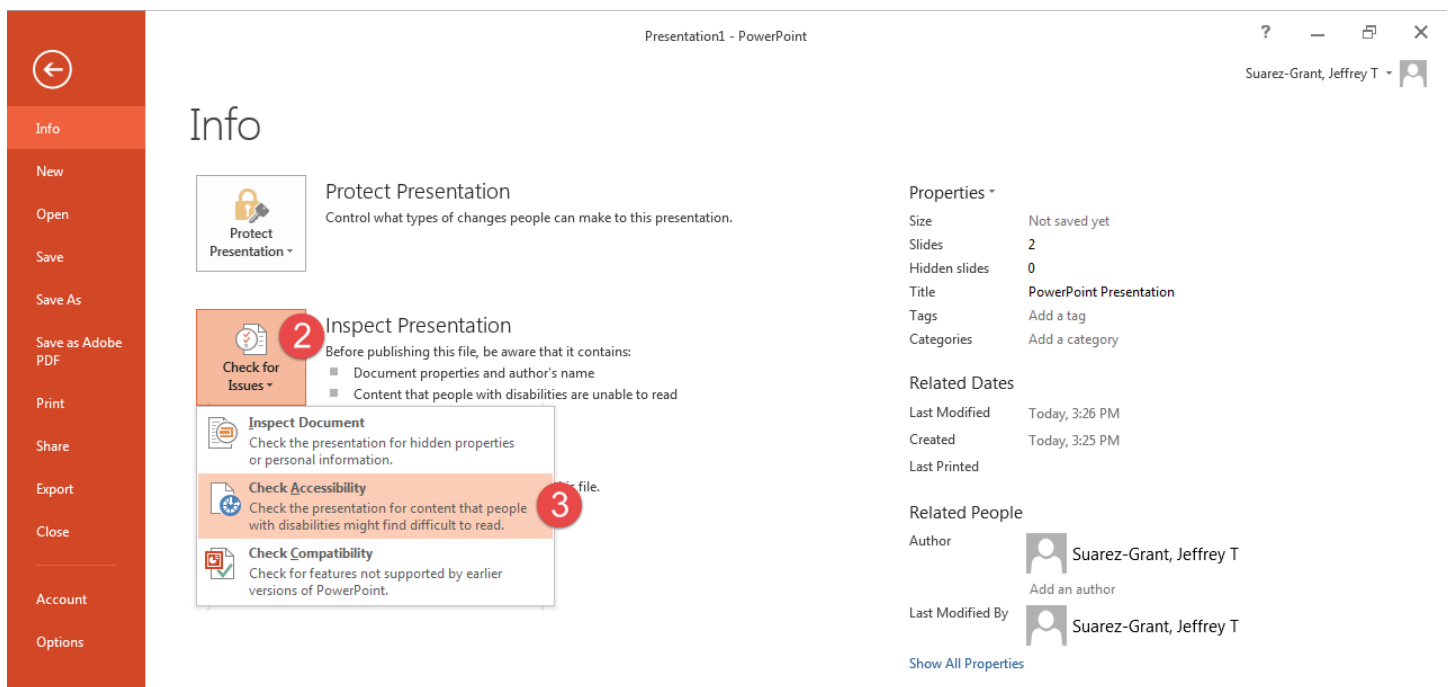 Presentation1 - PowerPoint
?
Suarez-Grant, Jeffrey T
Info
New
Open
Save
Save As
Save as Adobe
PDF
Print
Share
Export
Close
Account
Options
Info
Protect
Presentation
Protect Presentation
Control what types of changes people can make to this presentation.
Check for
Issues
2
Inspect Presentation
Before publishing this file, be aware that it contains:
Document properties and author's name
Content that people with disabilities are unable to read
Inspect Document
Check the presentation for hidden properties
or personal information.
Check Accessibility
Check the presentation for content that people
with disabilities might find difficult to read.
3
file.
Check Compatibility
Check for features not supported by earlier
versions of PowerPoint.
Properties
Size Not saved yet
Slides 2
Hidden slides 0
Title PowerPoint Presentation
Tags Add a tag
Categories Add a category
Related Dates
Last Modified Today, 3:26 PM
Created Today, 3:25 PM
Last Printed
Related People
Author Suarez-Grant, Jeffrey T
Add an author
Last Modified By Suarez-Grant, Jeffrey T
Show All Properties